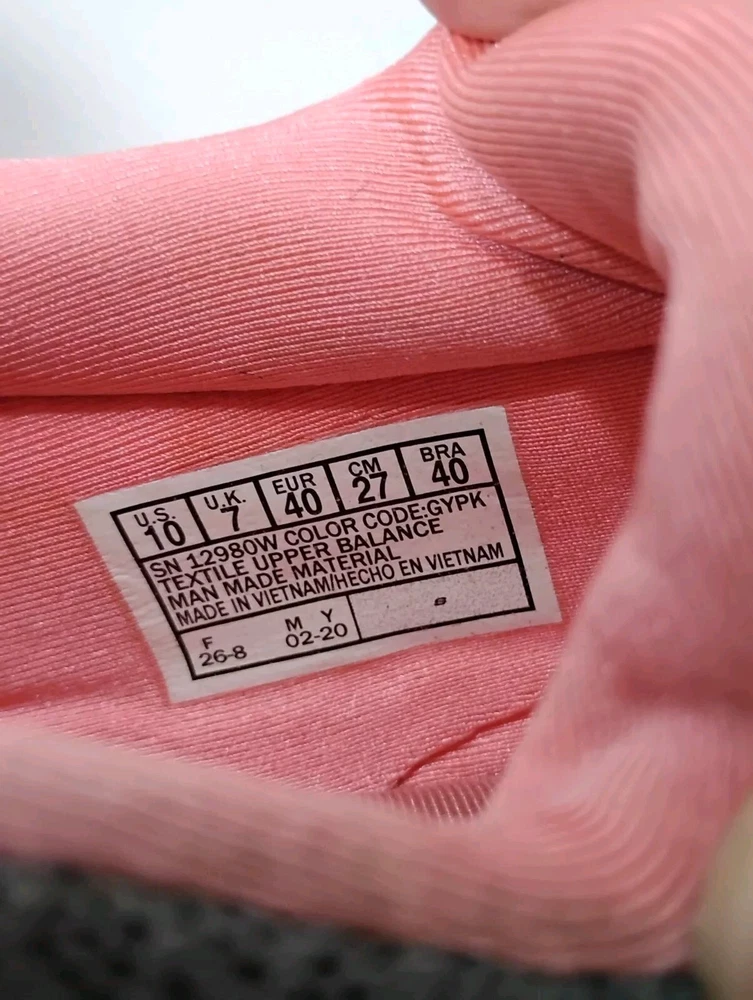 U.S. U.K. EUR CM BRA
10 7 40 27 40
SN 12980W COLOR CODE:GYPK
TEXTILE UPPER BALANCE
MAN MADE MATERIAL
MADE IN VIETNAM/HECHO EN VIETNAM
F M Y
26-8 02-20